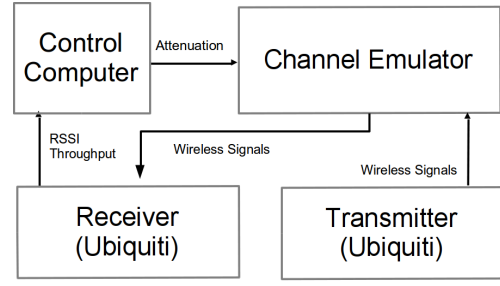 Control
Computer
Attenuation
Channel Emulator
RSSI
Throughput
Wireless Signals
Wireless Signals
Receiver
(Ubiquiti)
Transmitter
(Ubiquiti)